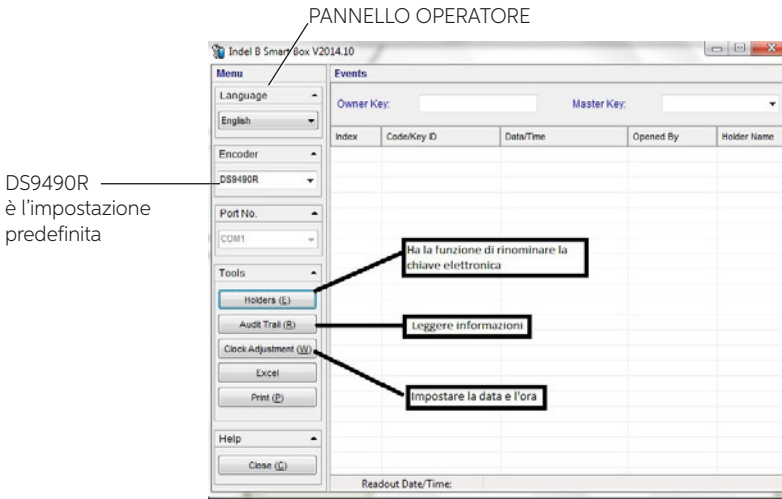 PANNELLO OPERATORE
Indel B Smart Box V2014.10
Menu
Events
Language
English
Owner Key:
Master Key:
Index
Code/Key ID
Data/Time
Opened By
Holder Name
Encoder
DS9490R
DS9490R
è l'impostazione
predefinita
Port No.
COM1
Tools
Holders (E)
Audit Trail (R)
Clock Adjustment (W)
Excel
Print (P)
Ha la funzione di rinominare la
chiave elettronica
Leggere informazioni
Impostare la data e l'ora
Help
Close (C)
Readout Date/Time: